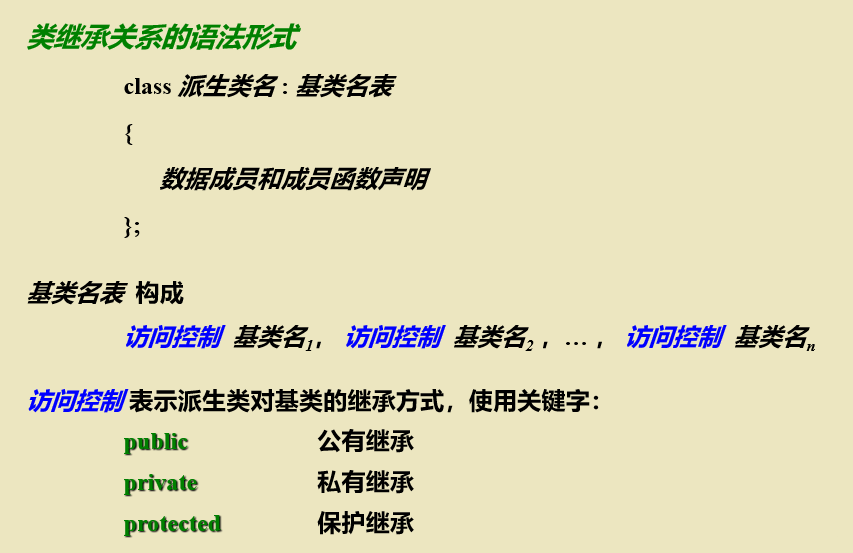 类继承关系的语法形式
class 派生类名 : 基类名表
{
数据成员和成员函数声明
};
基类名表 构成
访问控制 基类名1， 访问控制 基类名2 ，… ， 访问控制 基类名n
访问控制 表示派生类对基类的继承方式，使用关键字：
public 公有继承
private 私有继承
protected 保护继承